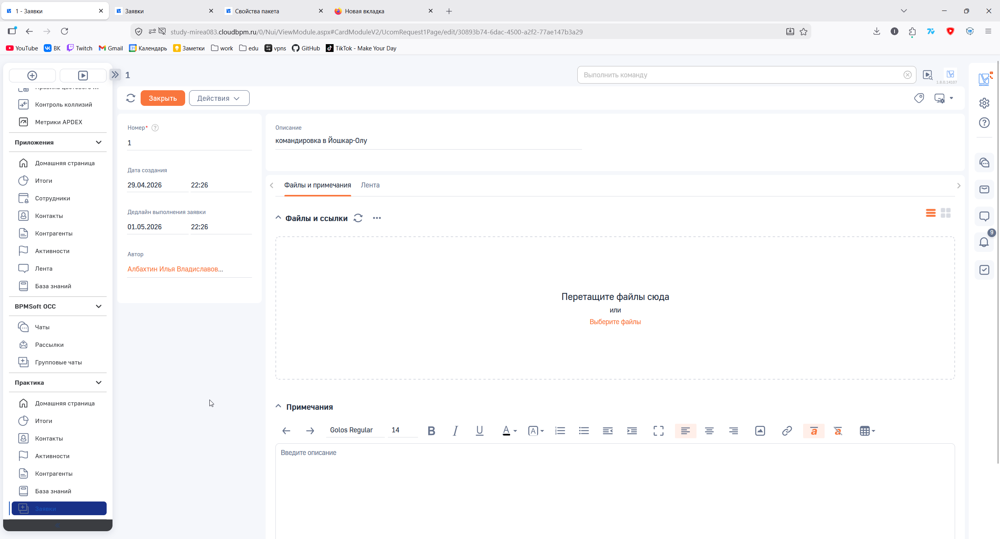 1 - Заявки
Заявки
Свойства пакета
Новая вкладка
study-mirea083.cloudbpm.ru/0/Nui/ViewModule.aspx#CardModuleV2/UcomRequest1Page/edit/30893b74-6dac-4500-a2f2-77ae147b3a29
YouTube
ВК
Twitch
Gmail
31
Календарь
Заметки
work
edu
vpns
GitHub
TikTok - Make Your Day
1
Выполнить команду
1.8.0.14107
ЮКОМС
Контроль коллизий
Метрики APDEX
Приложения
Домашняя страница
Итоги
Сотрудники
Контакты
Контрагенты
Активности
Лента
База знаний
BPMSoft ОСС
Чаты
Рассылки
Групповые чаты
Практика
Домашняя страница
Итоги
Контакты
Активности
Контрагенты
База знаний
Заявки
Закрыть
Действия
Номер*
1
Дата создания
29.04.2026 22:26
Дедлайн выполнения заявки
01.05.2026 22:26
Автор
Албахтин Илья Владиславов...
Описание
командировка в Йошкар-Олу
Файлы и примечания
Лента
Файлы и ссылки
Перетащите файлы сюда
или
Выберите файлы
Примечания
Golos Regular
14
Введите описание
9